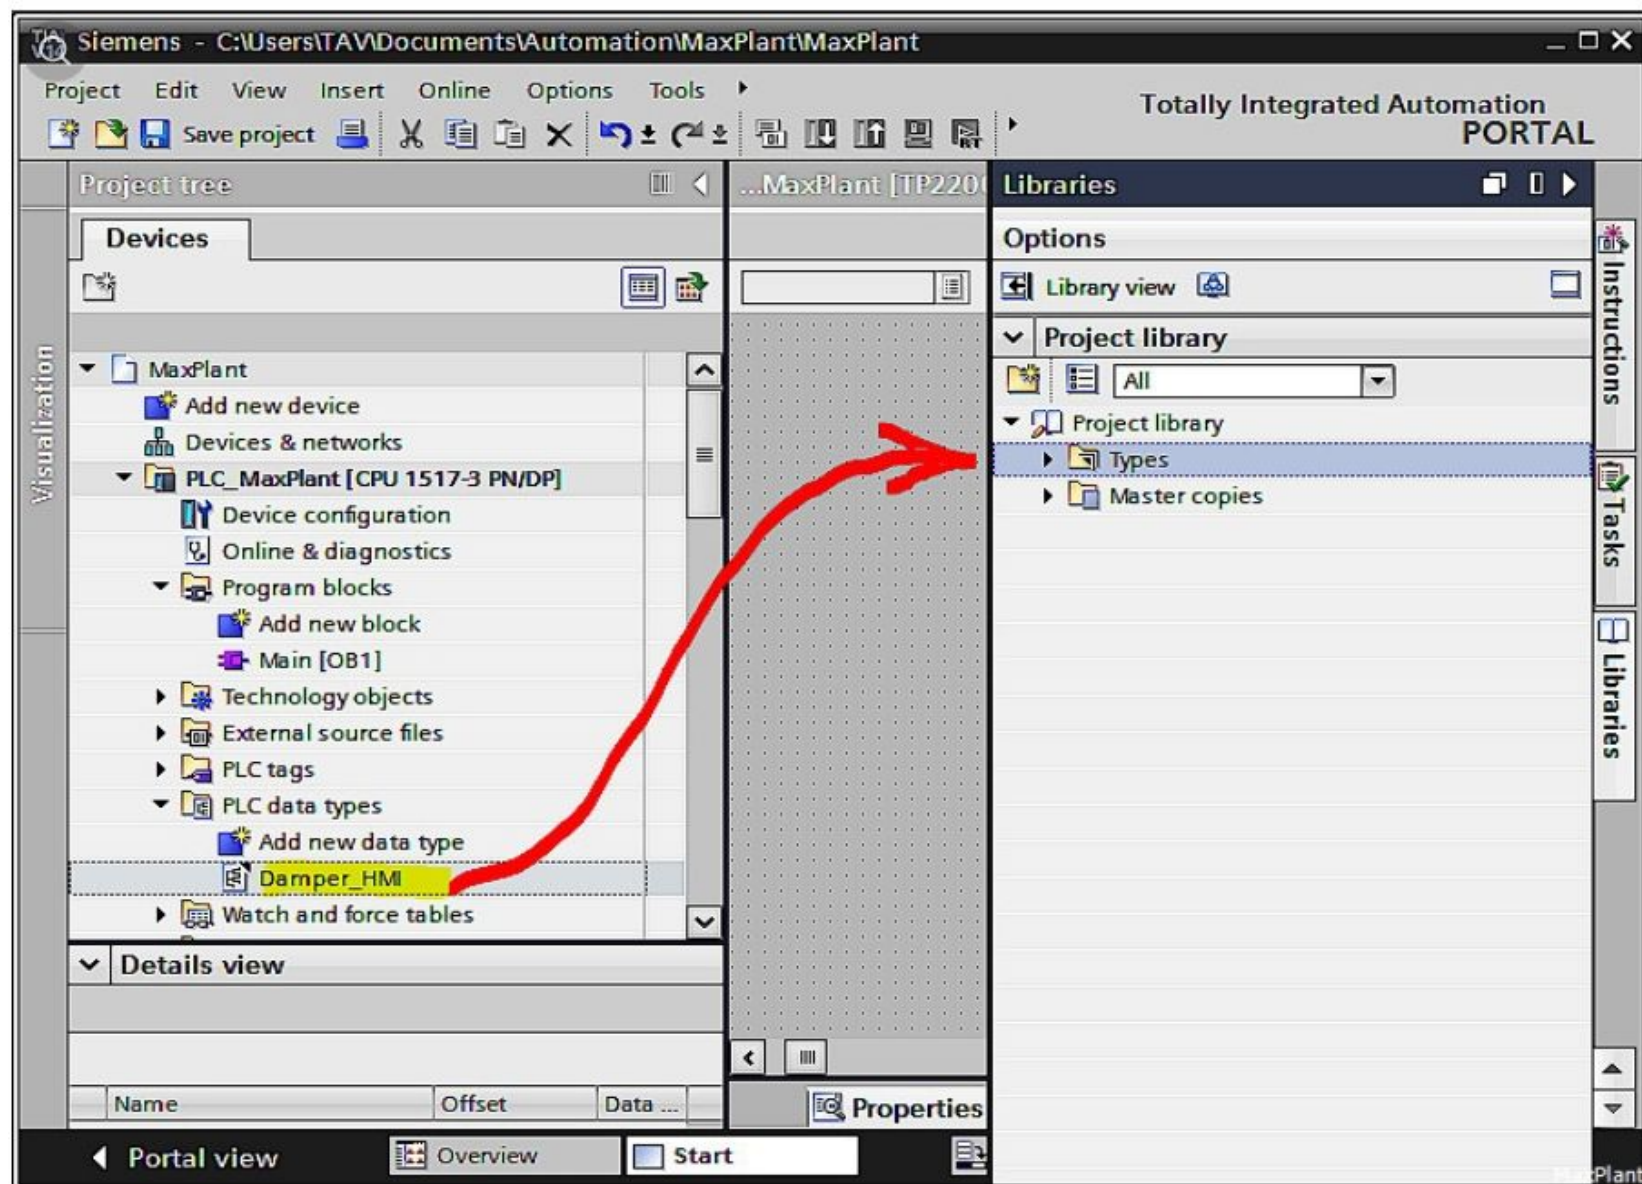 Siemens - C:\Users\TAV\Documents\Automation\MaxPlant\MaxPlant
Project Edit View Insert Online Options Tools
Totally Integrated Automation
PORTAL
Save project
Project tree
Devices
Visualization
MaxPlant
Add new device
Devices & networks
PLC_MaxPlant [CPU 1517-3 PN/DP]
Device configuration
Online & diagnostics
Program blocks
Add new block
Main [OB1]
Technology objects
External source files
PLC tags
PLC data types
Add new data type
Damper_HMI
Watch and force tables
Details view
Name Offset Data ...
...MaxPlant [TP220
Properties
Libraries
Options
Library view
Project library
All
Project library
Types
Master copies
Instructions
Tasks
Libraries
Portal view
Overview
Start